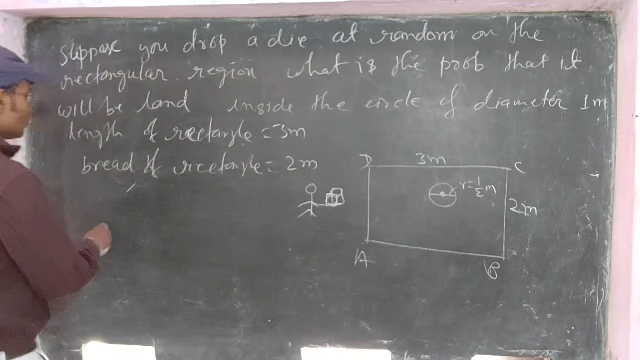 Suppose you drop a die at random on the
rectangular region what is the prob that it
will be land inside the circle of diameter 1m
length of rectangle = 3m
bread of rectangle = 2m
D 3m C
r=1/2 m
2m
A B